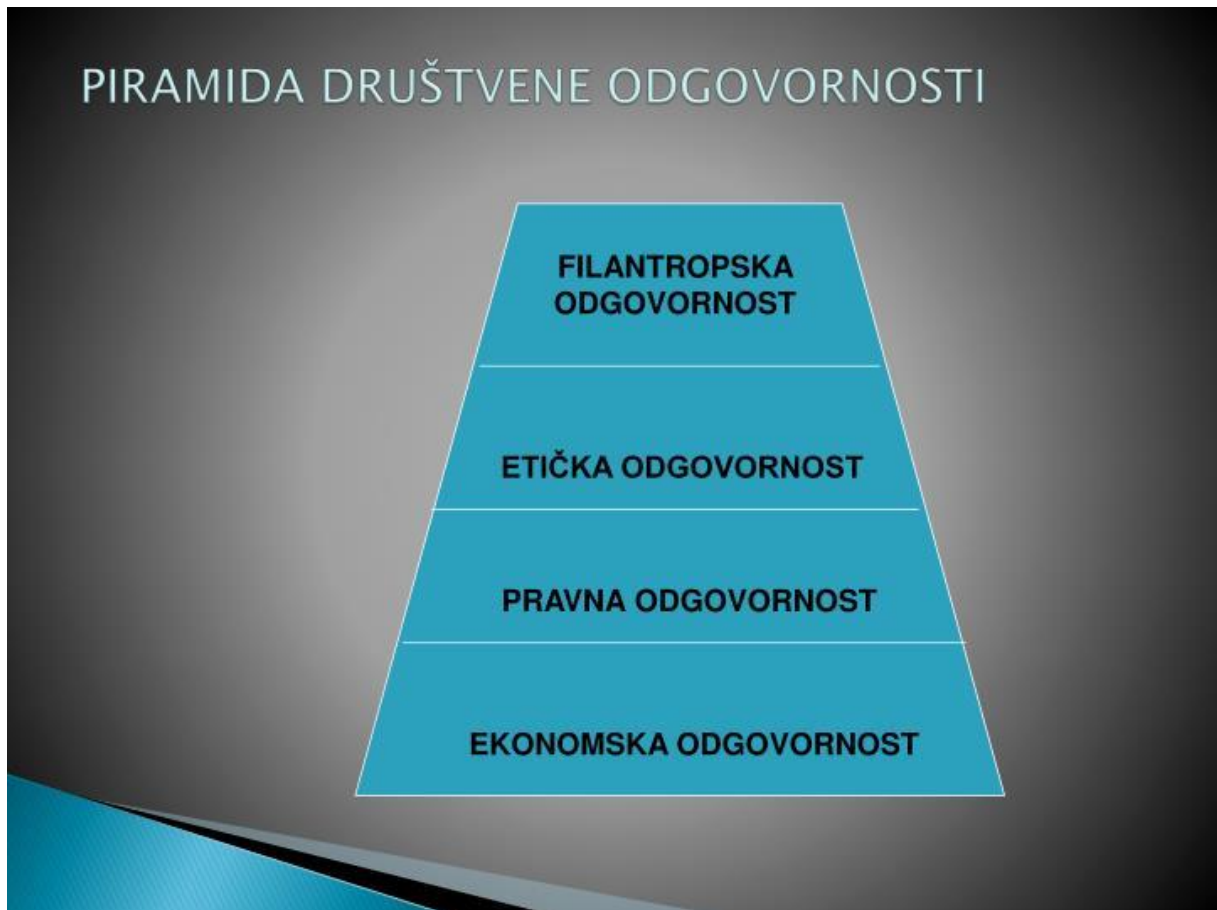 PIRAMIDA DRUŠTVENE ODGOVORNOSTI
FILANTROPSKA
ODGOVORNOST
ETIČKA ODGOVORNOST
PRAVNA ODGOVORNOST
EKONOMSKA ODGOVORNOST